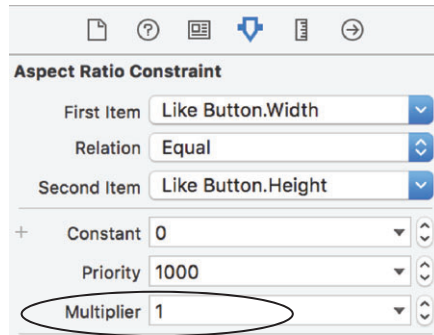 Aspect Ratio Constraint
First Item Like Button.Width
Relation Equal
Second Item Like Button.Height
+ Constant 0
Priority 1000
Multiplier 1